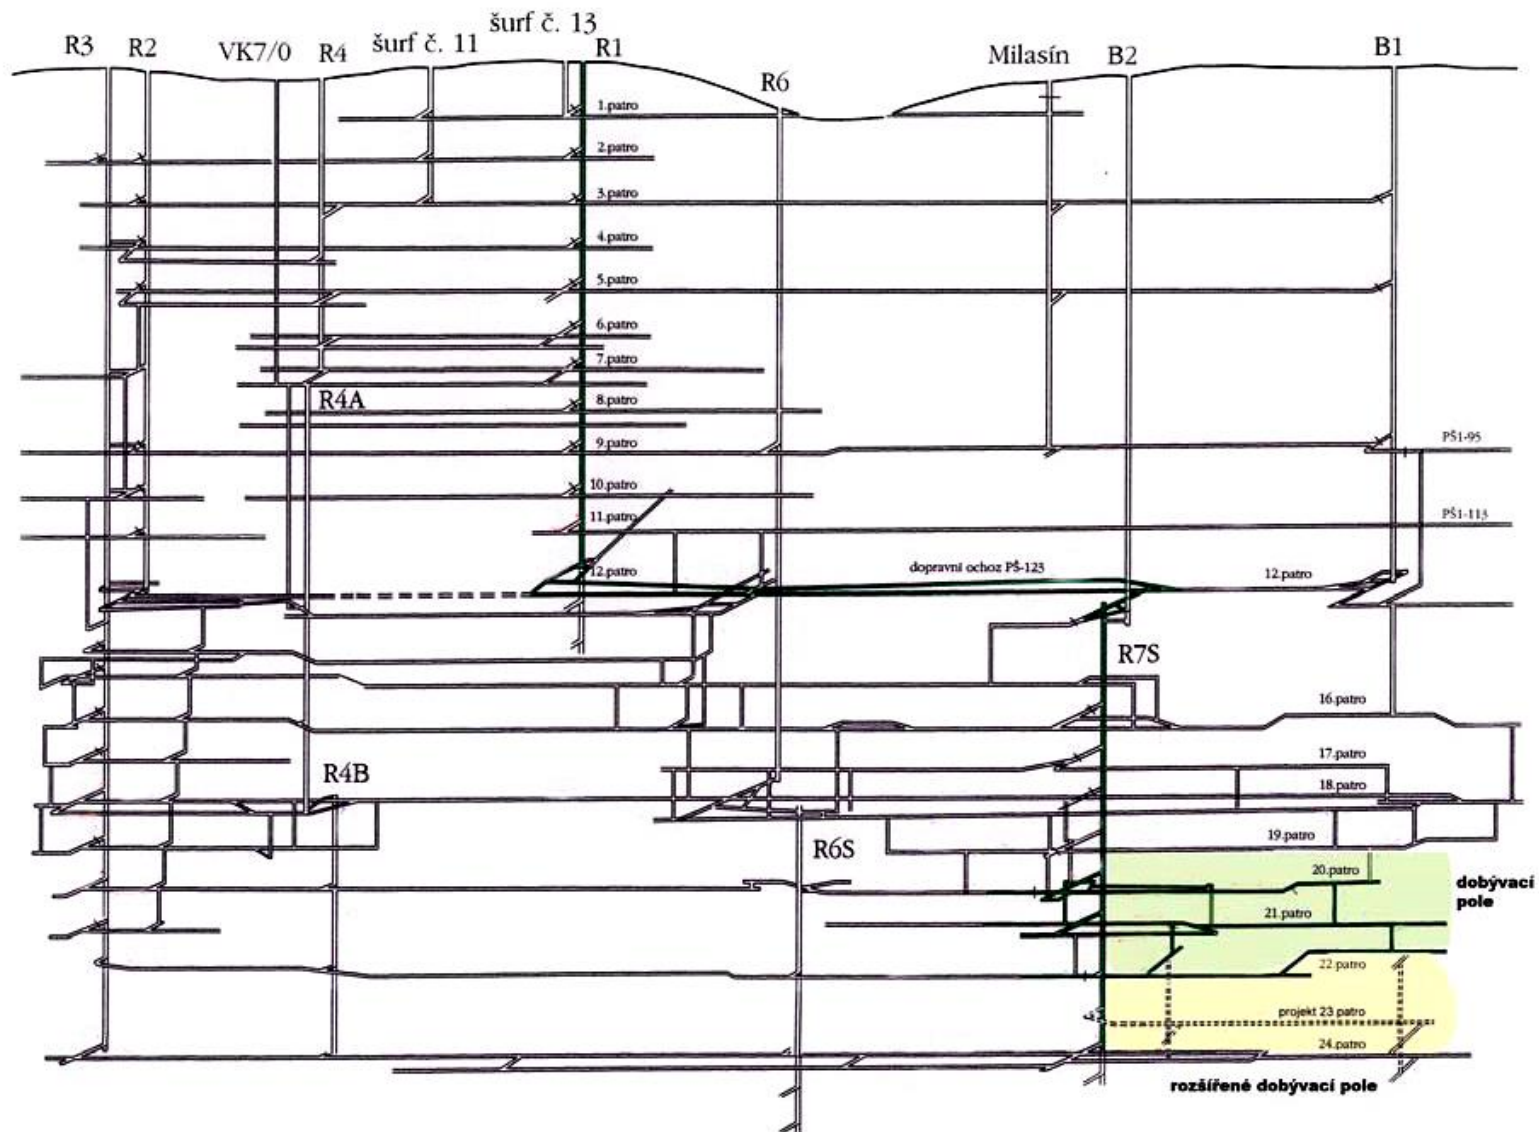 R3
R2
VK7/0
R4
šurf č. 11
šurf č. 13
R1
R6
Milasín
B2
B1
1.patro
2.patro
3.patro
4.patro
5.patro
6.patro
7.patro
R4A
8.patro
9.patro
PŠ1-95
10.patro
11.patro
PŠ1-113
12.patro
dopravní ochoz PŠ-123
12.patro
R7S
16.patro
17.patro
R4B
18.patro
19.patro
R6S
20.patro
dobývací
pole
21.patro
22.patro
projekt 23 patro
24.patro
rozšířené dobývací pole